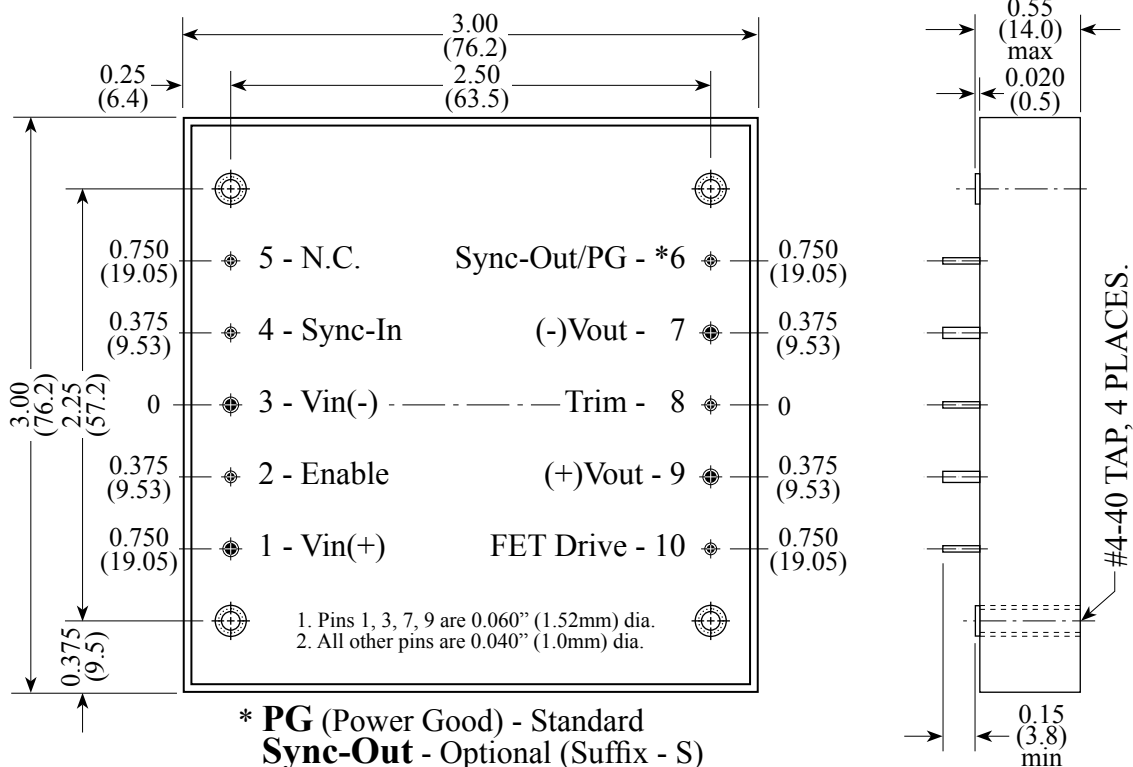 3.00
(76.2)
2.50
(63.5)
0.25
(6.4)
0.55
(14.0)
max
0.020
(0.5)
3.00
(76.2)
2.25
(57.2)
0.375
(9.5)
0.750
(19.05)
5 - N.C.
Sync-Out/PG - *6
0.750
(19.05)
0.375
(9.53)
4 - Sync-In
(-)Vout - 7
0.375
(9.53)
0
3 - Vin(-)
Trim - 8
0
0.375
(9.53)
2 - Enable
(+)Vout - 9
0.375
(9.53)
0.750
(19.05)
1 - Vin(+)
FET Drive - 10
0.750
(19.05)
1. Pins 1, 3, 7, 9 are 0.060” (1.52mm) dia.
2. All other pins are 0.040” (1.0mm) dia.
#4-40 TAP, 4 PLACES.
0.15
(3.8)
min
* PG (Power Good) - Standard
Sync-Out - Optional (Suffix - S)